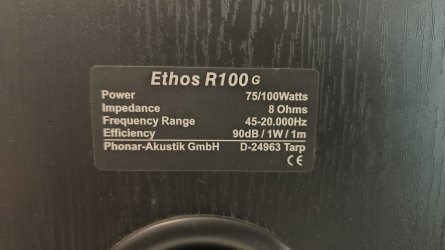 Ethos R100 G
Power 75/100Watts
Impedance 8 Ohms
Frequency Range 45-20.000Hz
Efficiency 90dB / 1W / 1m
Phonar-Akustik GmbH D-24963 Tarp
CE